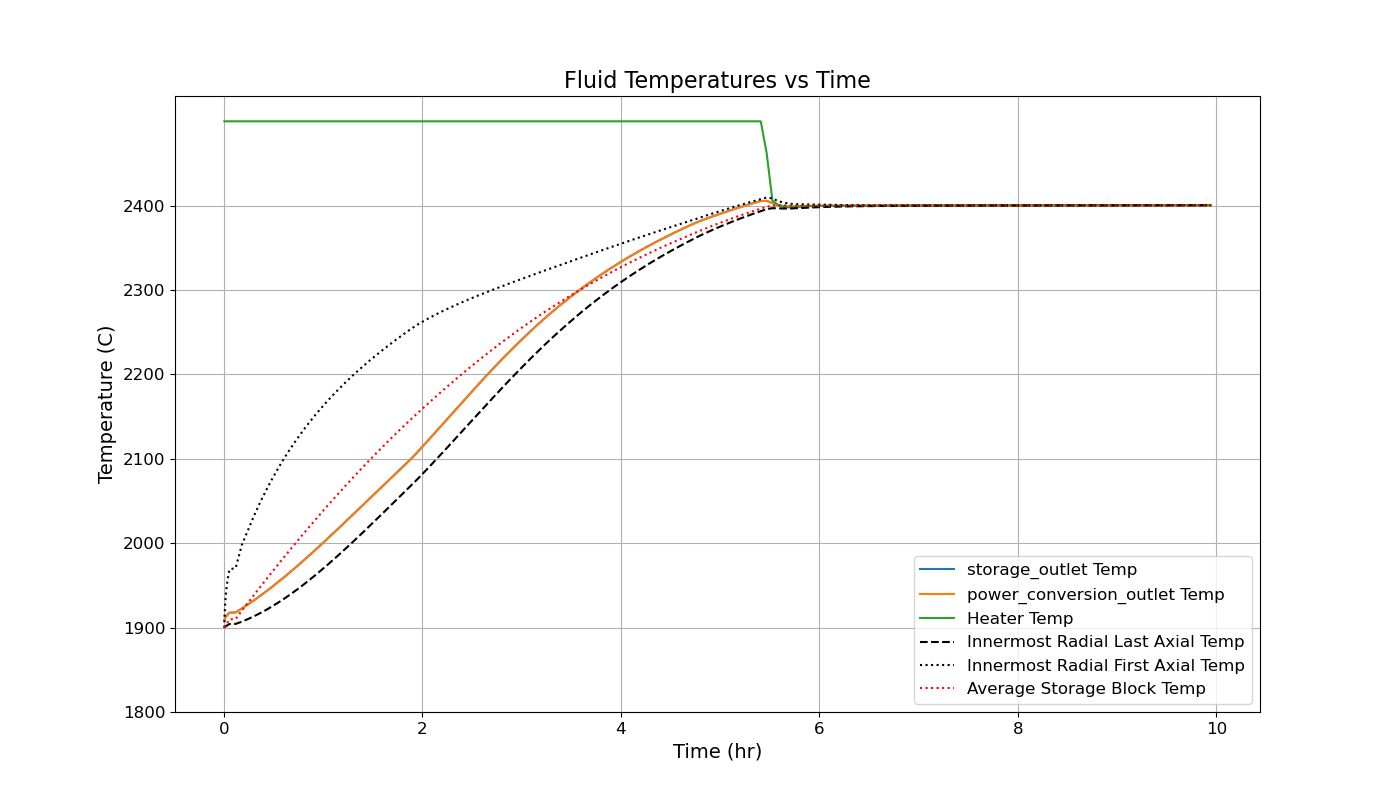 Fluid Temperatures vs Time
Temperature (C)
2400
2300
2200
2100
2000
1900
1800
storage_outlet Temp
power_conversion_outlet Temp
Heater Temp
Innermost Radial Last Axial Temp
Innermost Radial First Axial Temp
Average Storage Block Temp
0 2 4 6 8 10
Time (hr)